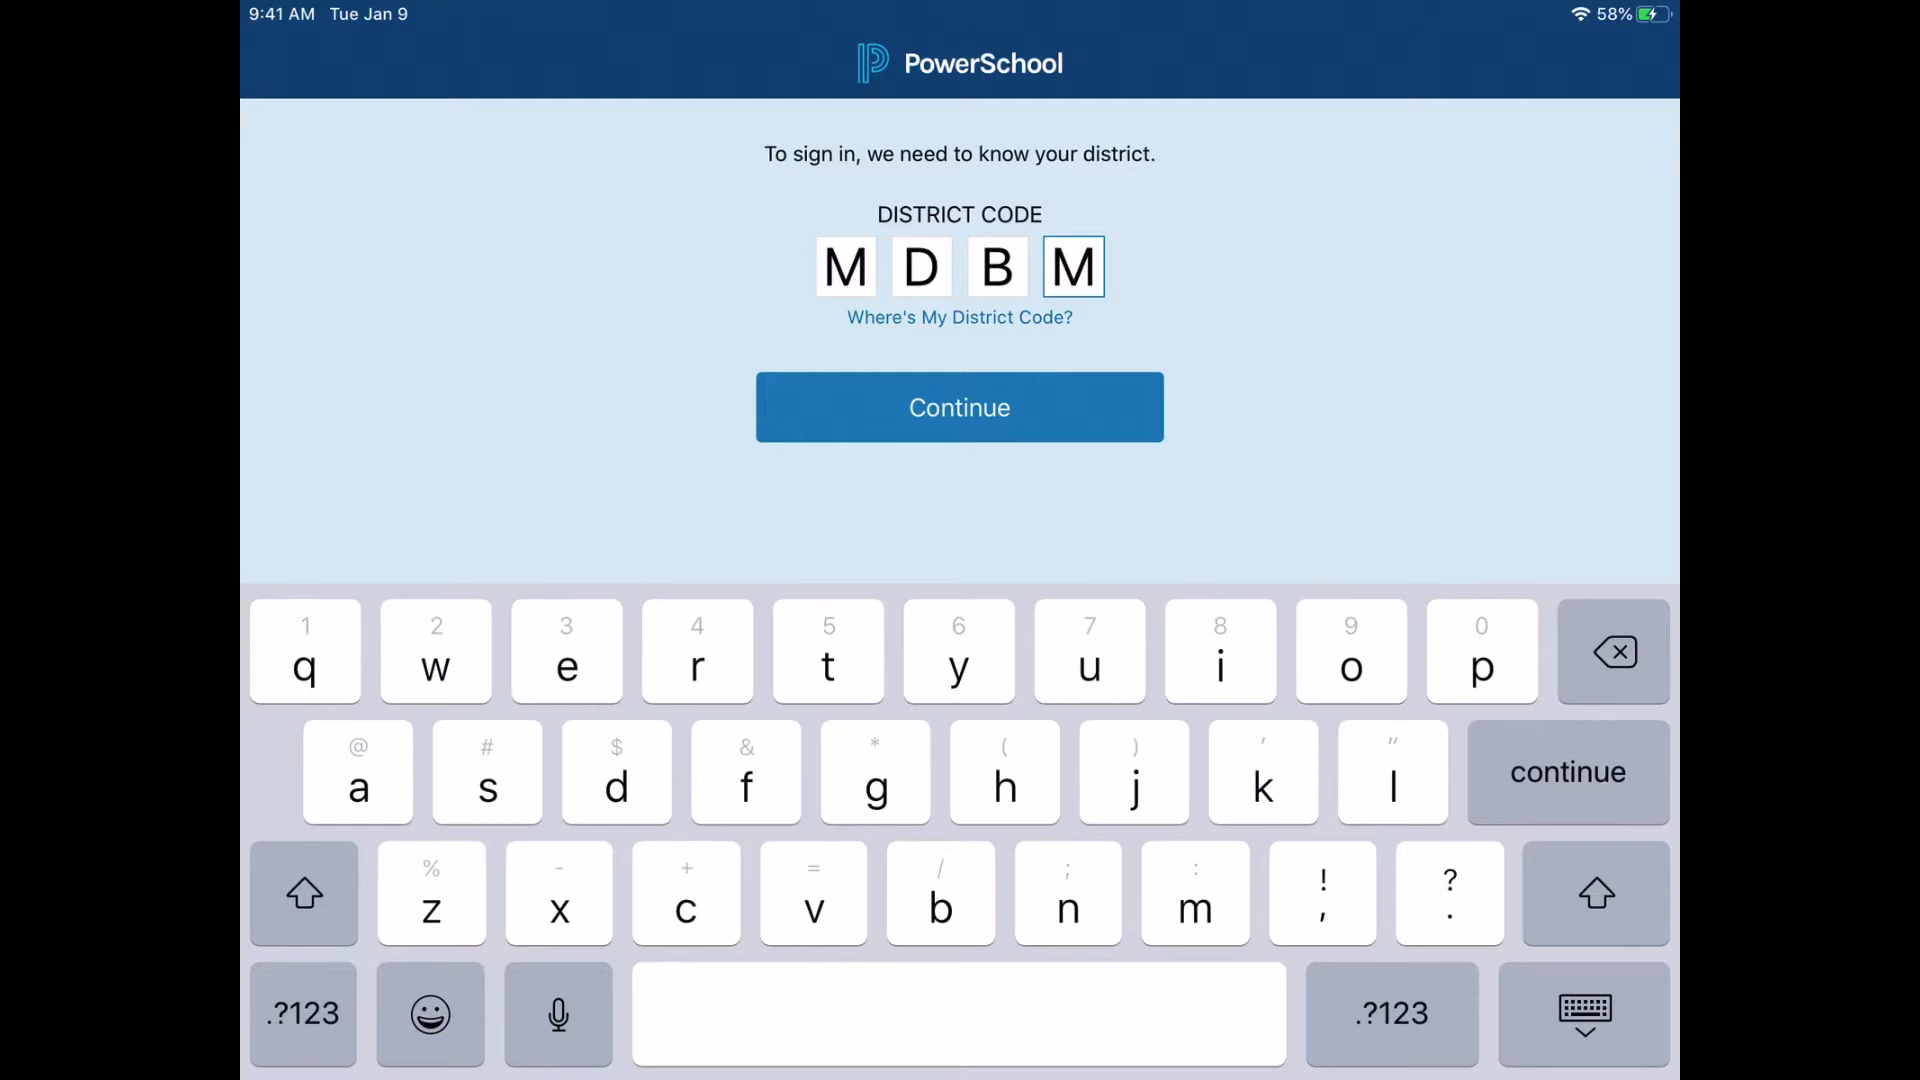 9:41 AM Tue Jan 9
58%
PowerSchool
To sign in, we need to know your district.
DISTRICT CODE
M D B M
Where's My District Code?
Continue
1 2 3 4 5 6 7 8 9 0
q w e r t y u i o p
@ # $ & * ( ) ' "
a s d f g h j k l continue
% - + = / ; : ! ?
z x c v b n m , .
.?123 .?123